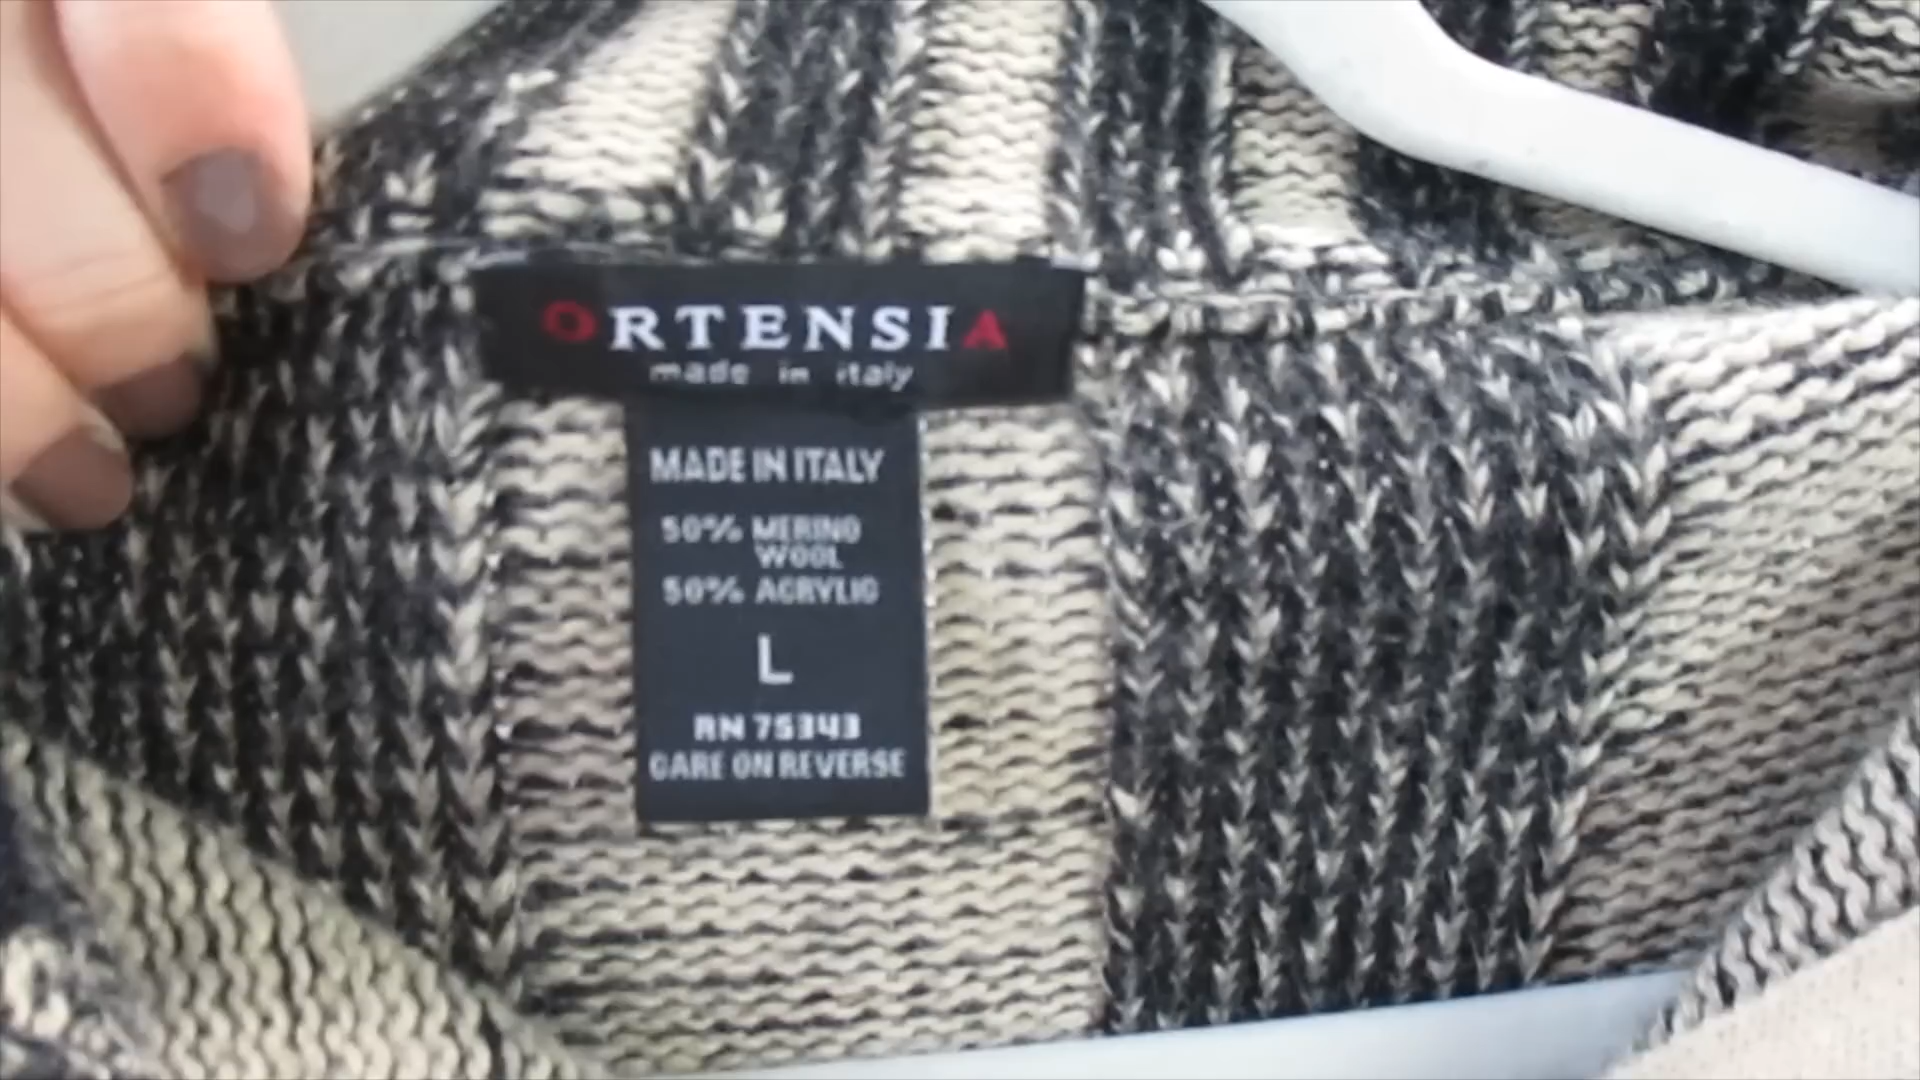 ORTENSIA
made in italy
MADE IN ITALY
50% MERINO
WOOL
50% ACRYLIC
L
RN 75343
CARE ON REVERSE